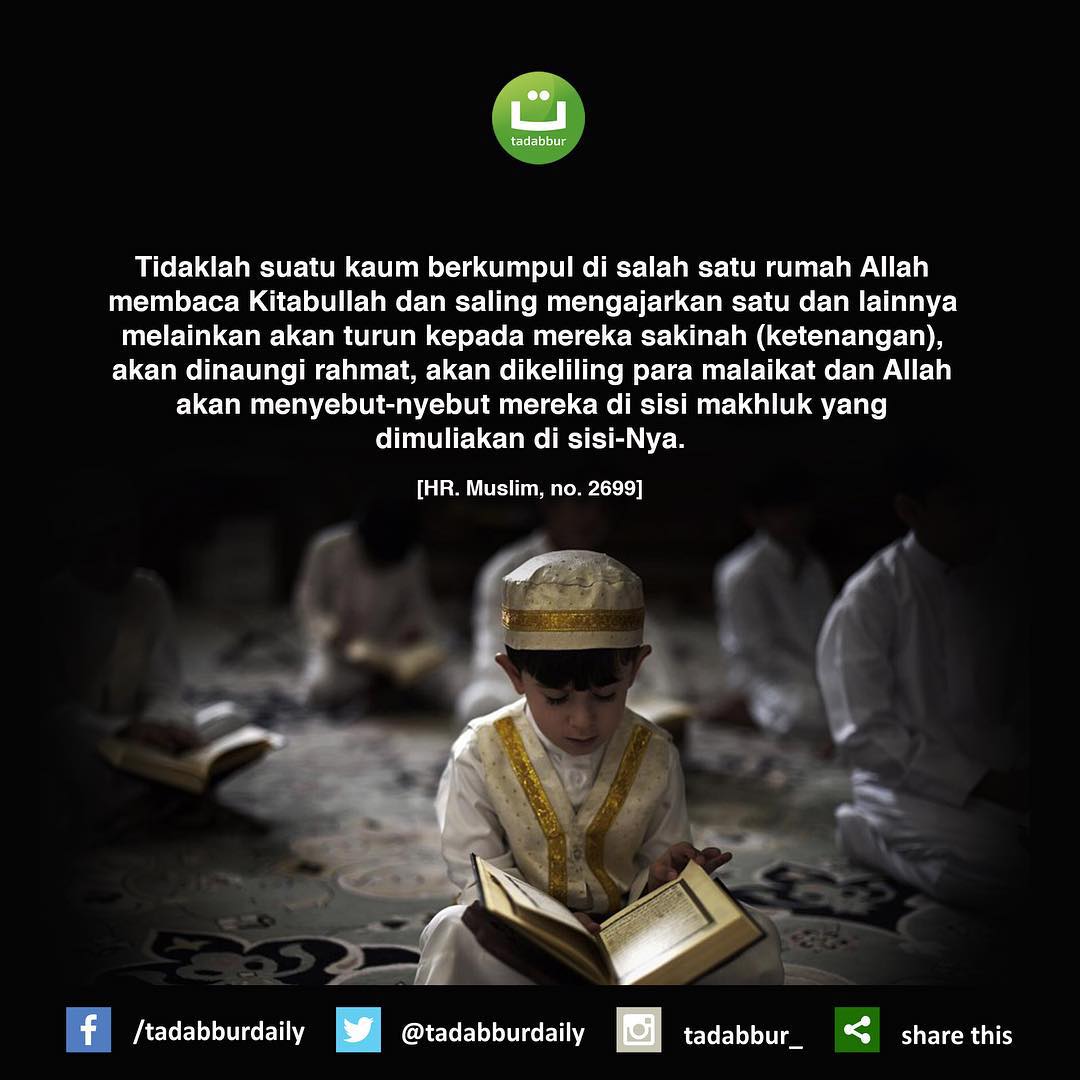 ت
tadabbur
Tidaklah suatu kaum berkumpul di salah satu rumah Allah
membaca Kitabullah dan saling mengajarkan satu dan lainnya
melainkan akan turun kepada mereka sakinah (ketenangan),
akan dinaungi rahmat, akan dikeliling para malaikat dan Allah
akan menyebut-nyebut mereka di sisi makhluk yang
dimuliakan di sisi-Nya.
[HR. Muslim, no. 2699]
/tadabburdaily @tadabburdaily tadabbur_ share this